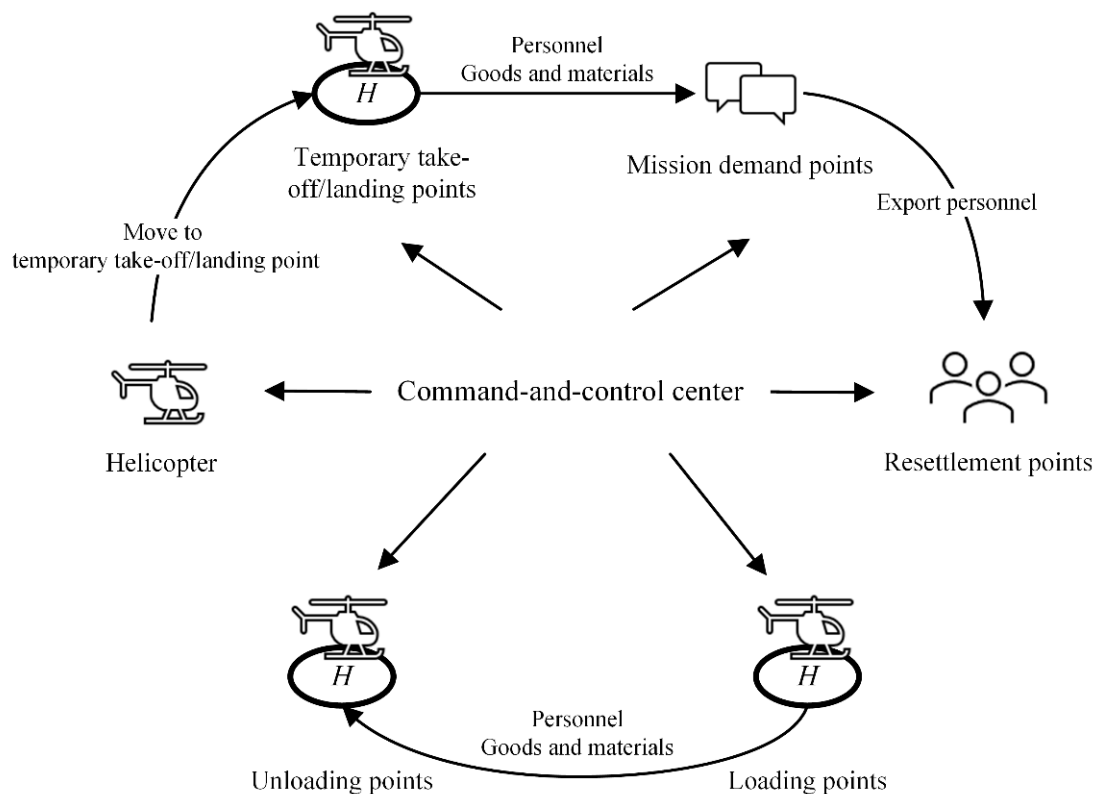 Personnel
Goods and materials
H
Temporary take-
off/landing points
Mission demand points
Export personnel
Move to
temporary take-off/landing point
Command-and-control center
Helicopter
Resettlement points
H
H
Personnel
Goods and materials
Unloading points
Loading points